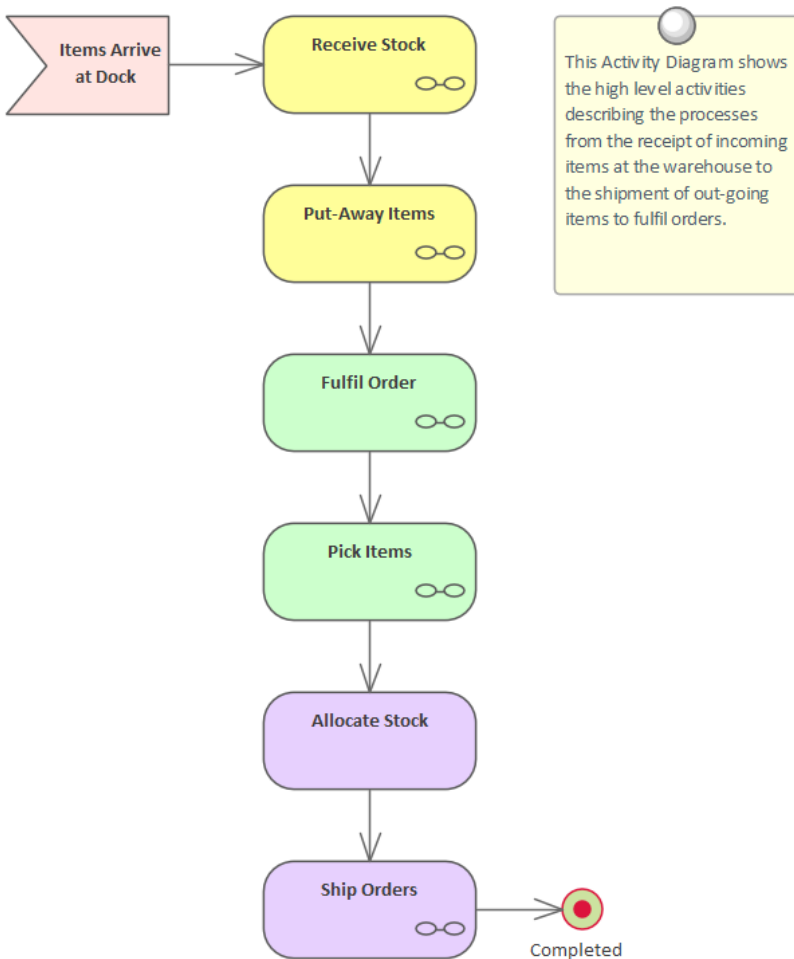 Items Arrive
at Dock
Receive Stock
This Activity Diagram shows
the high level activities
describing the processes
from the receipt of incoming
items at the warehouse to
the shipment of out-going
items to fulfil orders.
Put-Away Items
Fulfil Order
Pick Items
Allocate Stock
Ship Orders
Completed